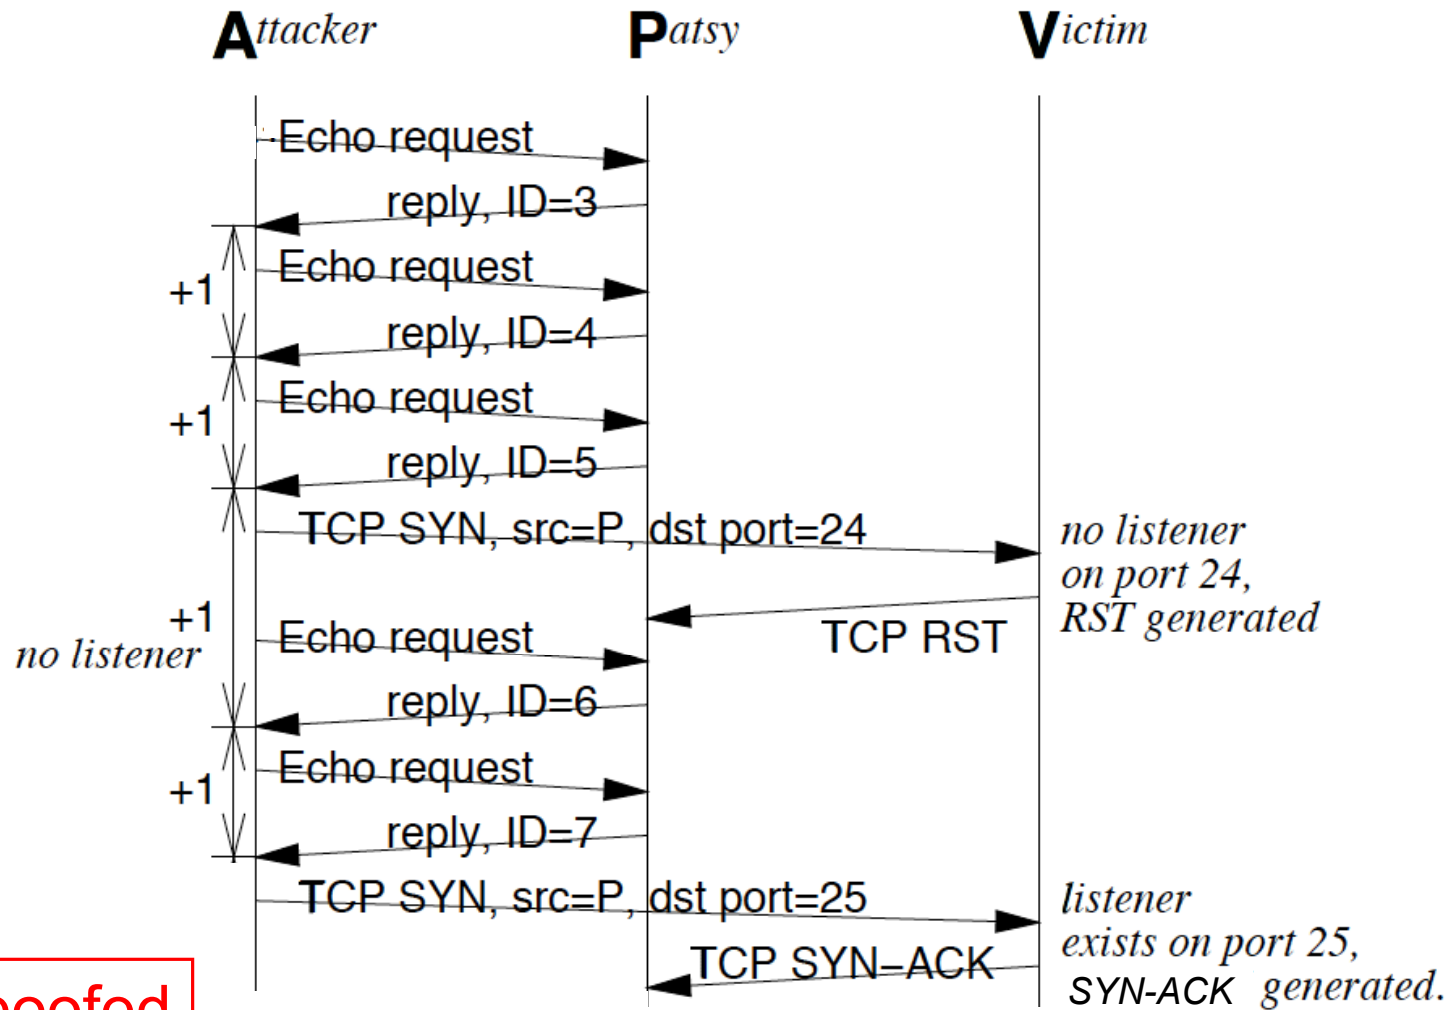 Attacker Patsy Victim
Echo request
reply, ID=3
+1
Echo request
reply, ID=4
+1
Echo request
reply, ID=5
TCP SYN, src=P, dst port=24
no listener
on port 24,
RST generated
+1
no listener
TCP RST
Echo request
reply, ID=6
+1
Echo request
reply, ID=7
TCP SYN, src=P, dst port=25
listener
exists on port 25,
SYN-ACK generated.
TCP SYN−ACK